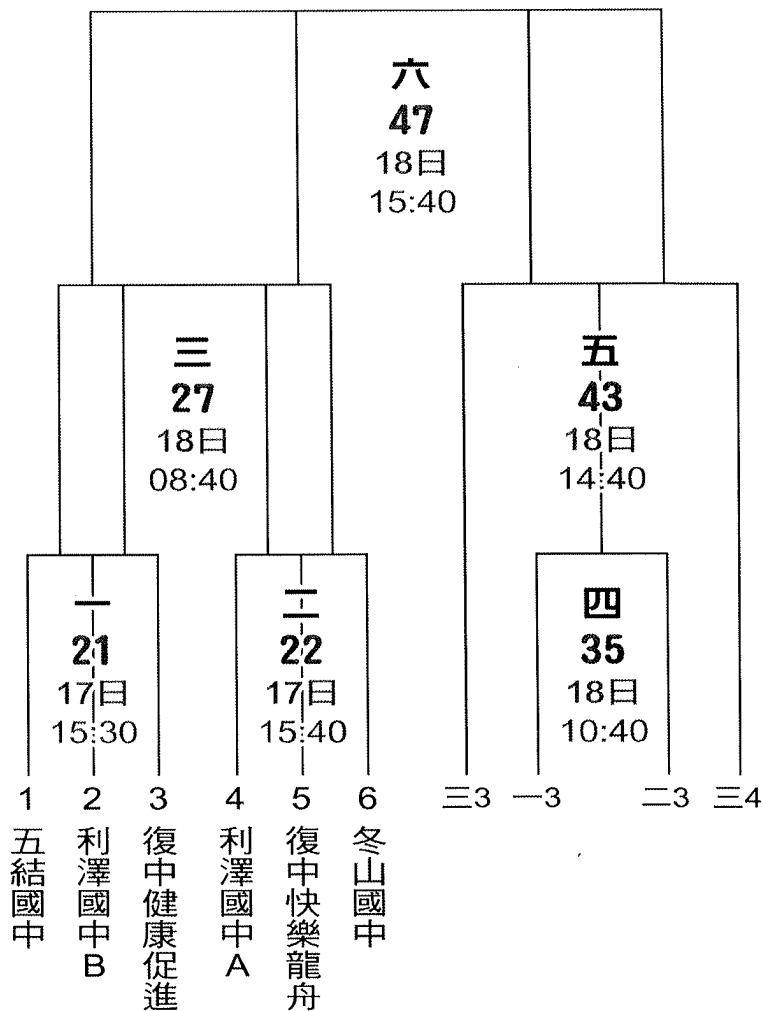 六
47
18日
15:40
三
27
18日
08:40
五
43
18日
14:40
一
21
17日
15:30
二
22
17日
15:40
四
35
18日
10:40
1
2
3
4
5
6
三3
一3
二3
三4
五結國中
利澤國中B
復中健康促進
利澤國中A
復中快樂龍舟
冬山國中